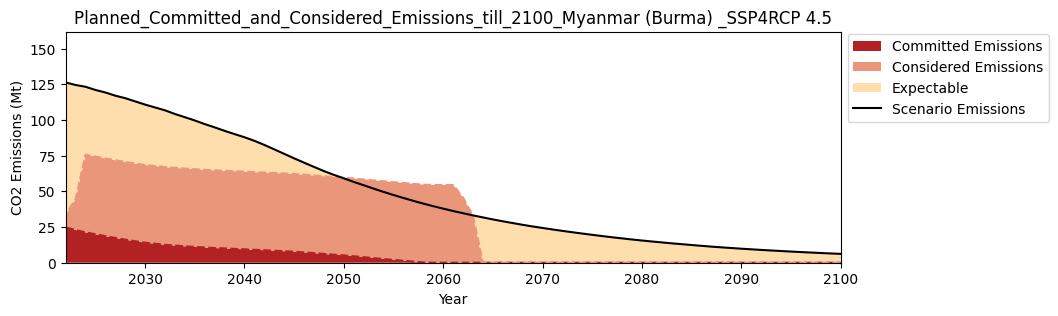 Planned_Committed_and_Considered_Emissions_till_2100_Myanmar (Burma) _SSP4RCP 4.5
150
125
100
75
50
25
0
CO2 Emissions (Mt)
2030 2040 2050 2060 2070 2080 2090 2100
Year
Committed Emissions
Considered Emissions
Expectable
Scenario Emissions